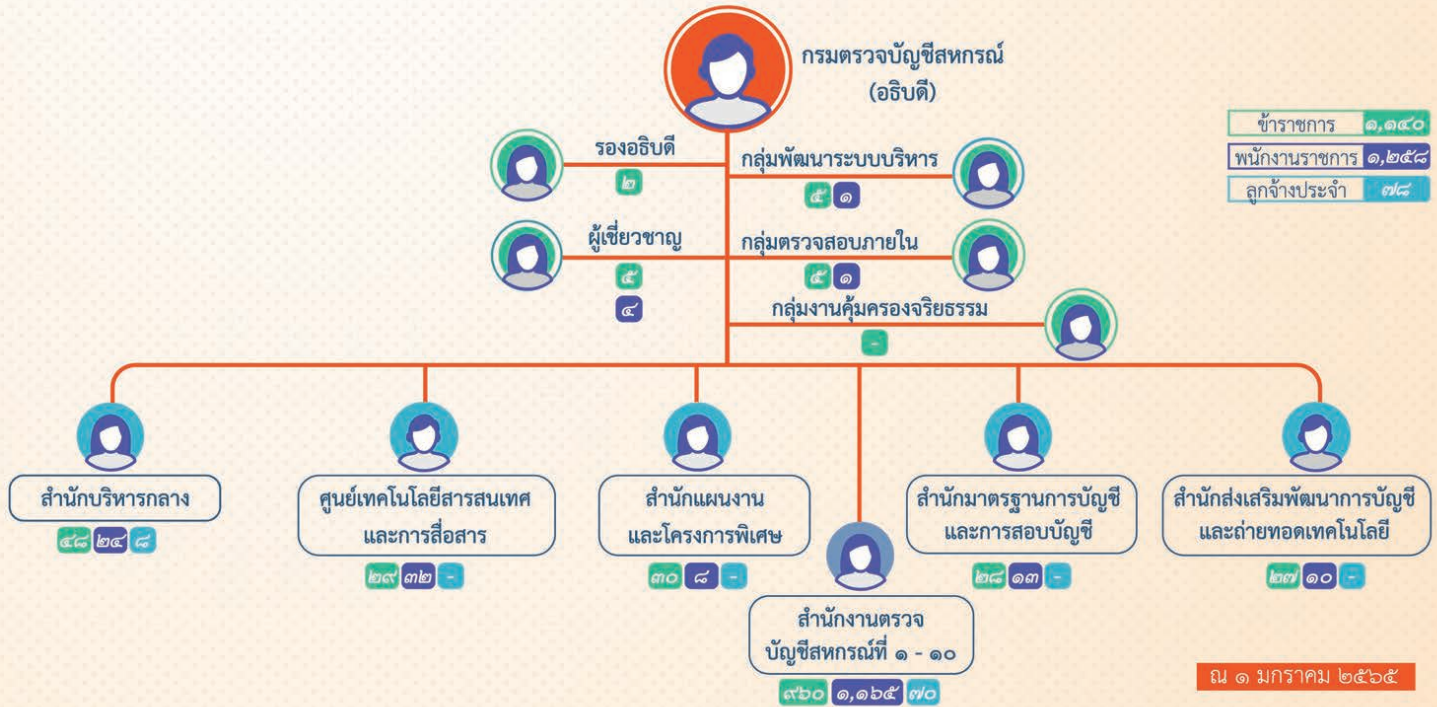 กรมตรวจบัญชีสหกรณ์
(อธิบดี)
ข้าราชการ ๑,๑๔๐
พนักงานราชการ ๑,๒๕๘
ลูกจ้างประจำ ๗๘
รองอธิบดี
๒
กลุ่มพัฒนาระบบบริหาร
๕ ๑
ผู้เชี่ยวชาญ
๕
๔
กลุ่มตรวจสอบภายใน
๕ ๑
กลุ่มงานคุ้มครองจริยธรรม
-
สำนักบริหารกลาง
๔๘ ๒๔ ๘
ศูนย์เทคโนโลยีสารสนเทศ
และการสื่อสาร
๒๙ ๓๒ -
สำนักแผนงาน
และโครงการพิเศษ
๓๐ ๘ -
สำนักงานตรวจ
บัญชีสหกรณ์ที่ ๑ - ๑๐
๙๖๐ ๑,๑๖๕ ๗๐
สำนักมาตรฐานการบัญชี
และการสอบบัญชี
๒๘ ๑๓ -
สำนักส่งเสริมพัฒนาการบัญชี
และถ่ายทอดเทคโนโลยี
๒๗ ๑๐ -
ณ ๑ มกราคม ๒๕๖๕